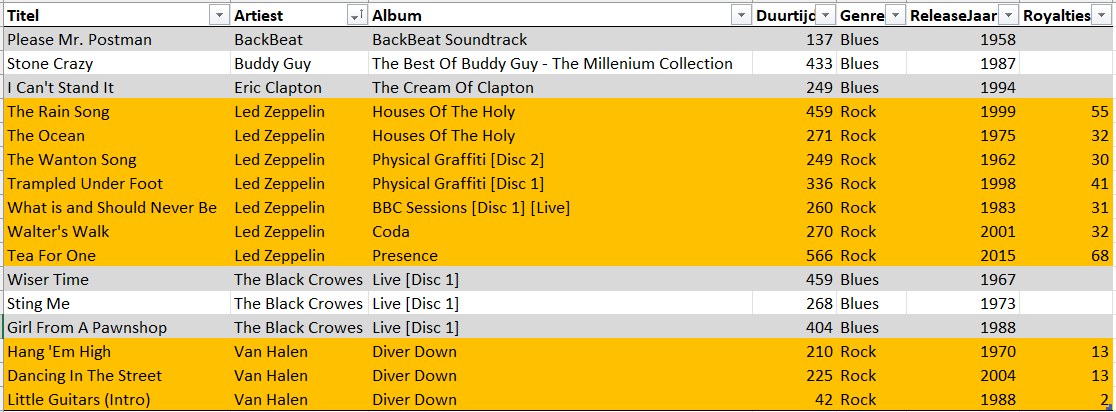 Titel Artiest Album Duurtijd Genre ReleaseJaar Royalties
Please Mr. Postman BackBeat BackBeat Soundtrack 137 Blues 1958
Stone Crazy Buddy Guy The Best Of Buddy Guy - The Millenium Collection 433 Blues 1987
I Can't Stand It Eric Clapton The Cream Of Clapton 249 Blues 1994
The Rain Song Led Zeppelin Houses Of The Holy 459 Rock 1999 55
The Ocean Led Zeppelin Houses Of The Holy 271 Rock 1975 32
The Wanton Song Led Zeppelin Physical Graffiti [Disc 2] 249 Rock 1962 30
Trampled Under Foot Led Zeppelin Physical Graffiti [Disc 1] 336 Rock 1998 41
What is and Should Never Be Led Zeppelin BBC Sessions [Disc 1] [Live] 260 Rock 1983 31
Walter's Walk Led Zeppelin Coda 270 Rock 2001 32
Tea For One Led Zeppelin Presence 566 Rock 2015 68
Wiser Time The Black Crowes Live [Disc 1] 459 Blues 1967
Sting Me The Black Crowes Live [Disc 1] 268 Blues 1973
Girl From A Pawnshop The Black Crowes Live [Disc 1] 404 Blues 1988
Hang 'Em High Van Halen Diver Down 210 Rock 1970 13
Dancing In The Street Van Halen Diver Down 225 Rock 2004 13
Little Guitars (Intro) Van Halen Diver Down 42 Rock 1988 2